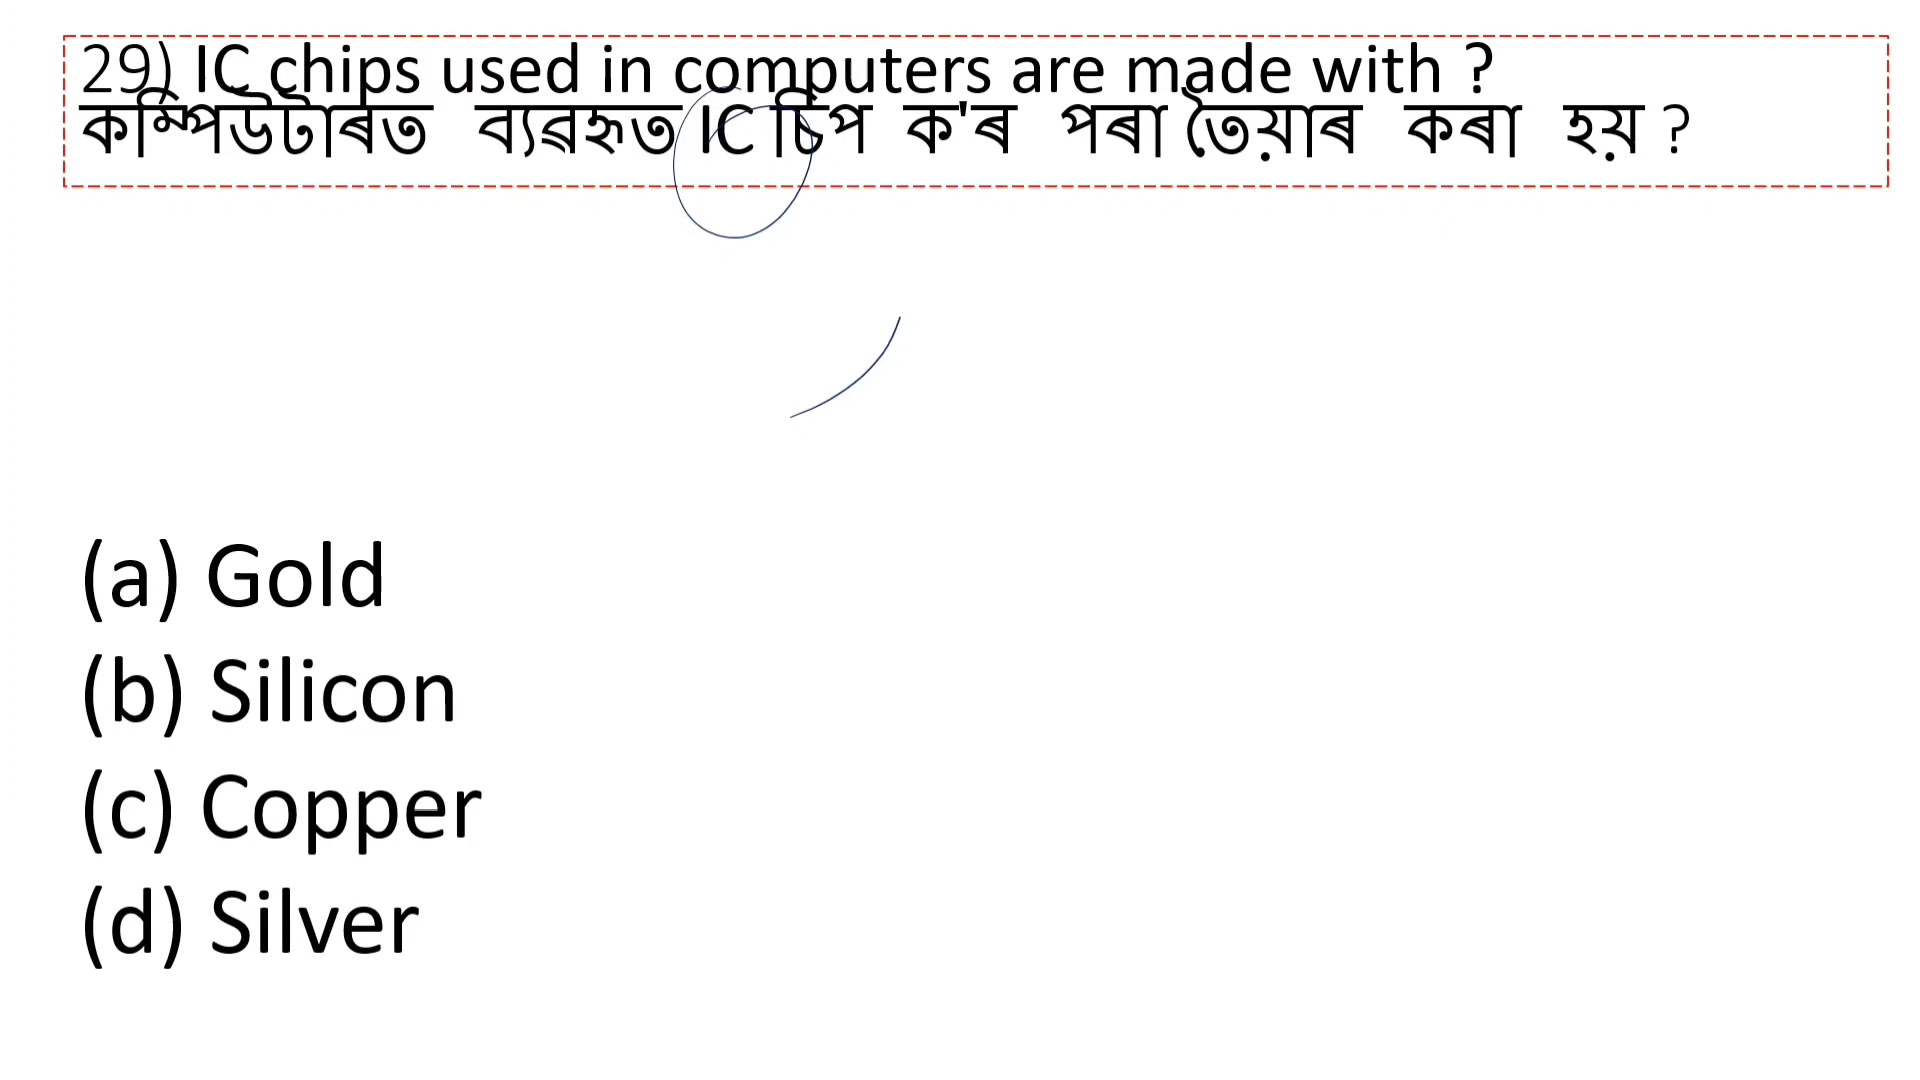 29) IC chips used in computers are made with ?
কম্পিউটাৰত ব্যৱহৃত IC চিপ ক'ৰ পৰা তৈয়াৰ কৰা হয় ?
(a) Gold
(b) Silicon
(c) Copper
(d) Silver